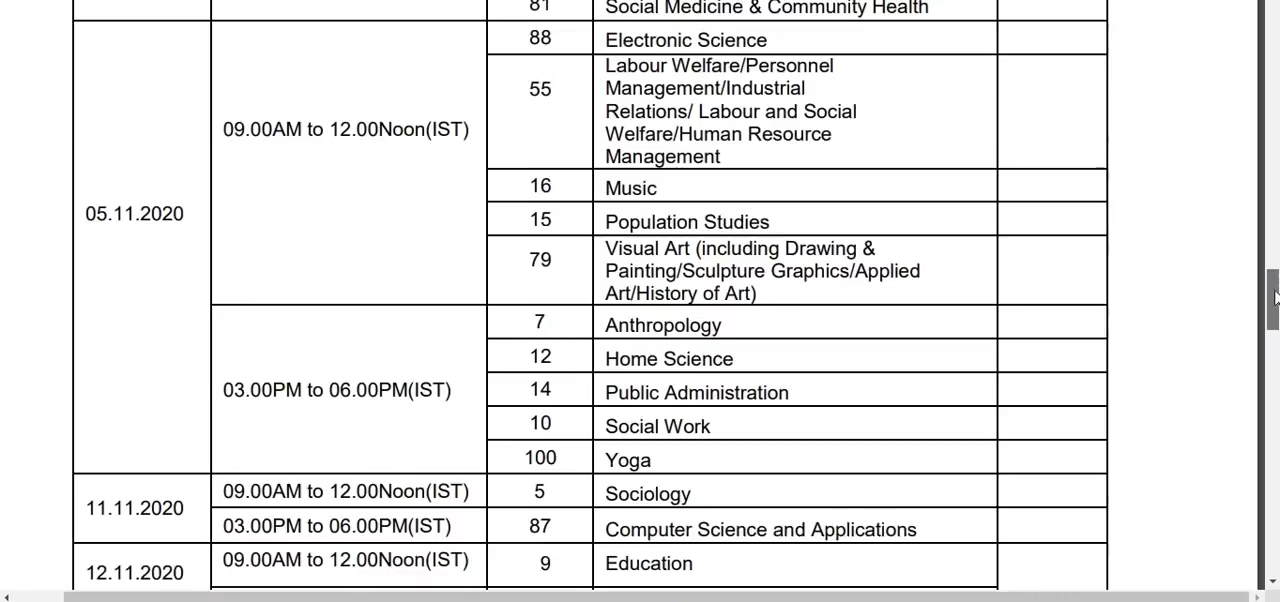 81
Social Medicine & Community Health
05.11.2020
09.00AM to 12.00Noon(IST)
88
Electronic Science
55
Labour Welfare/Personnel
Management/Industrial
Relations/ Labour and Social
Welfare/Human Resource
Management
16
Music
15
Population Studies
79
Visual Art (including Drawing &
Painting/Sculpture Graphics/Applied
Art/History of Art)
03.00PM to 06.00PM(IST)
7
Anthropology
12
Home Science
14
Public Administration
10
Social Work
100
Yoga
11.11.2020
09.00AM to 12.00Noon(IST)
5
Sociology
03.00PM to 06.00PM(IST)
87
Computer Science and Applications
12.11.2020
09.00AM to 12.00Noon(IST)
9
Education